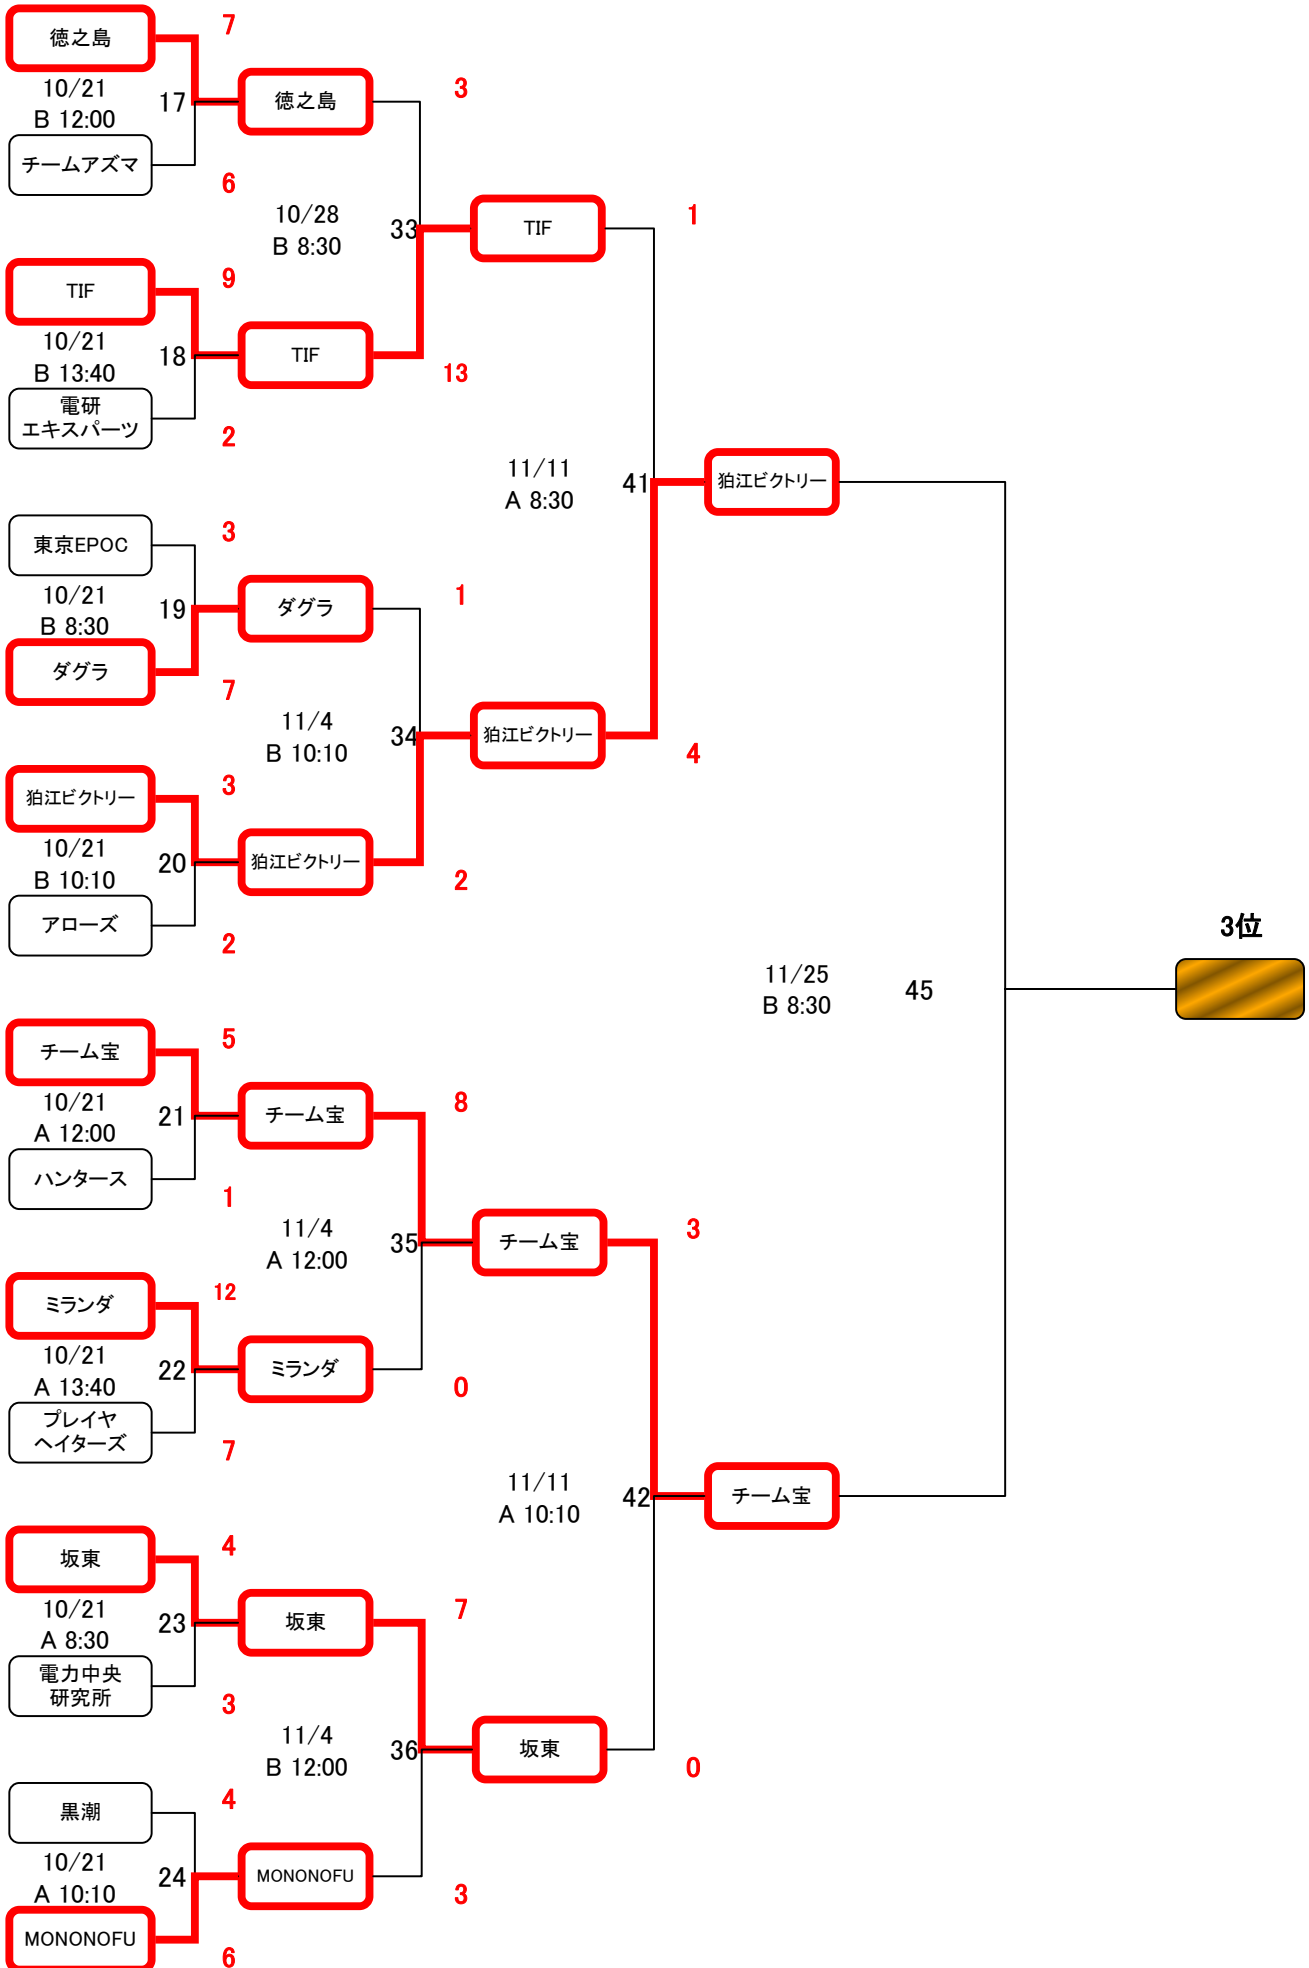 徳之島
7
10/21
B 12:00
17
チームアズマ
6
徳之島
3
10/28
B 8:30
33
TIF
9
10/21
B 13:40
18
電研
エキスパーツ
2
TIF
13
TIF
1
東京EPOC
3
10/21
B 8:30
19
ダグラ
7
ダグラ
1
11/4
B 10:10
34
狛江ビクトリー
3
10/21
B 10:10
20
アローズ
2
狛江ビクトリー
2
狛江ビクトリー
4
11/11
A 8:30
41
狛江ビクトリー
チーム宝
5
10/21
A 12:00
21
ハンタース
1
チーム宝
8
11/4
A 12:00
35
ミランダ
12
10/21
A 13:40
22
プレイヤ
ヘイターズ
7
ミランダ
0
チーム宝
3
坂東
4
10/21
A 8:30
23
電力中央
研究所
3
坂東
7
11/4
B 12:00
36
黒潮
4
10/21
A 10:10
24
MONONOFU
6
MONONOFU
3
坂東
0
11/11
A 10:10
42
チーム宝
11/25
B 8:30
45
3位